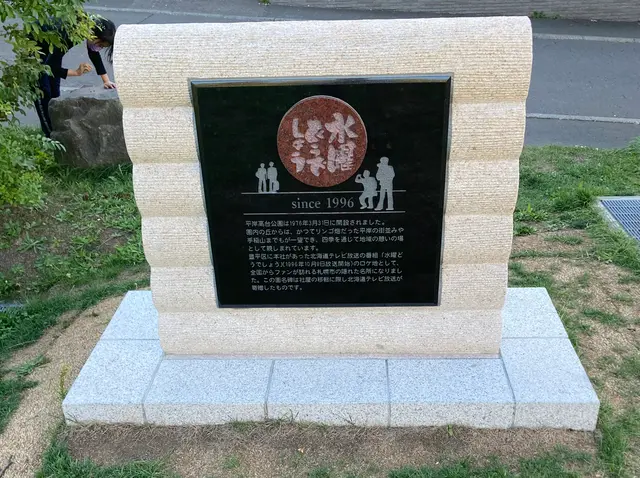 水曜
どうで
しょう
since 1996
平岸高台公園は1976年3月31日に開設されました。
園内の丘からは、かつてリンゴ畑だった平岸の街並みや
手稲山までもが一望でき、四季を通じて地域の憩いの場
として親しまれています。
豊平区に本社があった北海道テレビ放送の番組「水曜ど
うでしょう」(1996年10月9日放送開始)のロケ地として、
全国からファンが訪れる札幌市の隠れた名所になりまし
た。この署名碑は社屋の移転に際し北海道テレビ放送が
寄贈したものです。